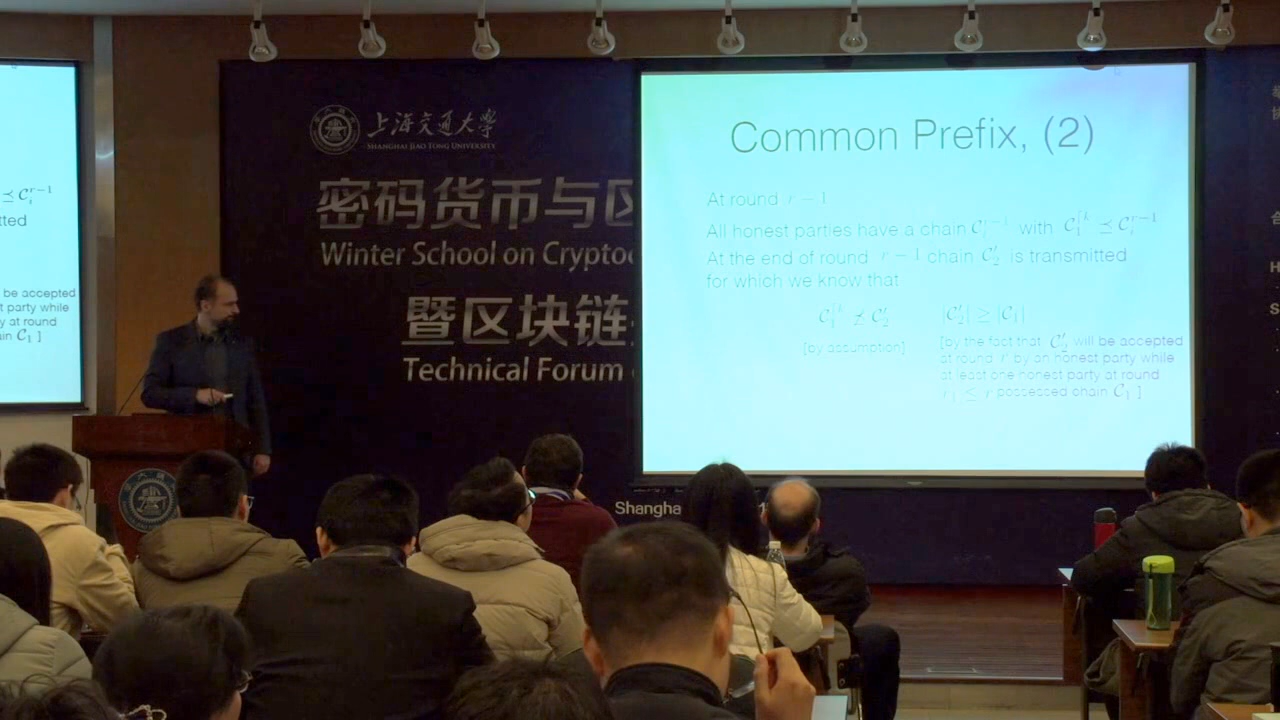 ≤ C_i^{r-1}
tted
be accepted
t party while
y at round
in C_1 ]
上海交通大学
SHANGHAI JIAO TONG UNIVERSITY
密码货币与区
Winter School on Cryptoc
暨区块链
Technical Forum
Shangha
Common Prefix, (2)
At round r − 1
All honest parties have a chain C_i^{r-1} with C_1^{⌈k} ⪯ C_i^{r-1}
At the end of round r − 1 chain C_2' is transmitted
for which we know that
C_1^{⌈k} ⋠ C_2' |C_2'| ≥ |C_1|
[by assumption]
[by the fact that C_2' will be accepted
at round r by an honest party while
at least one honest party at round
r_1 ≤ r possessed chain C_1 ]
H
S